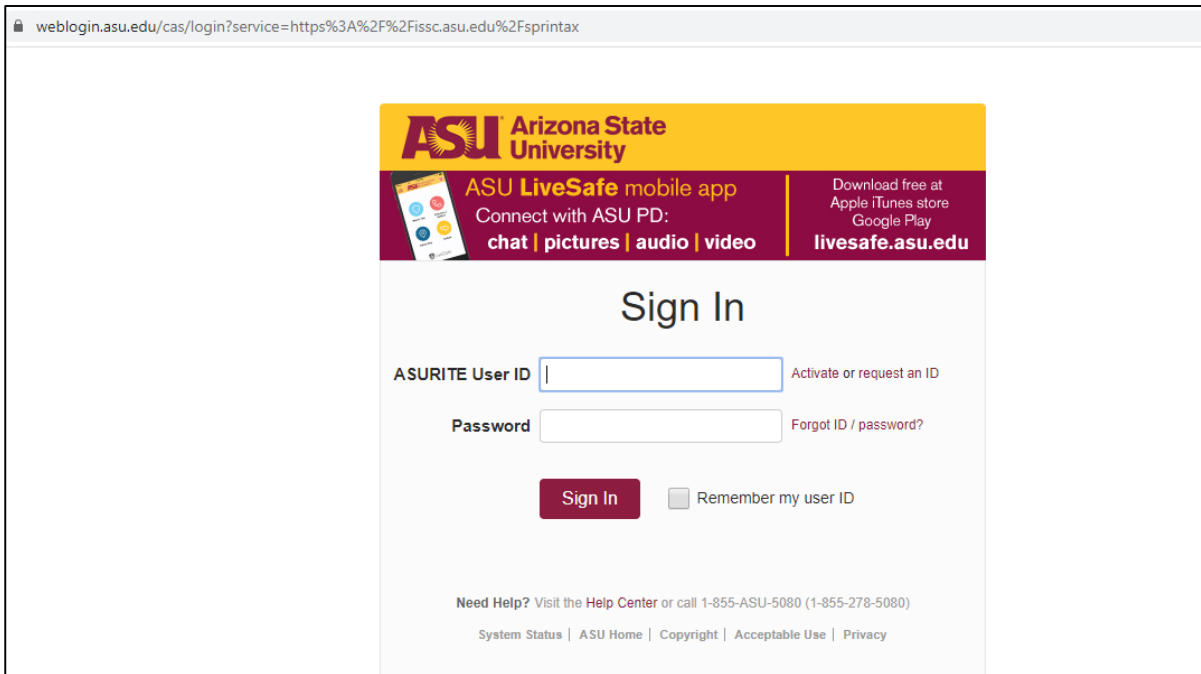 weblogin.asu.edu/cas/login?service=https%3A%2F%2Fissc.asu.edu%2Fsprintax
ASU Arizona State
University
ASU LiveSafe mobile app
Connect with ASU PD:
chat | pictures | audio | video
Download free at
Apple iTunes store
Google Play
livesafe.asu.edu
Sign In
ASURITE User ID Activate or request an ID
Password Forgot ID / password?
Sign In Remember my user ID
Need Help? Visit the Help Center or call 1-855-ASU-5080 (1-855-278-5080)
System Status | ASU Home | Copyright | Acceptable Use | Privacy